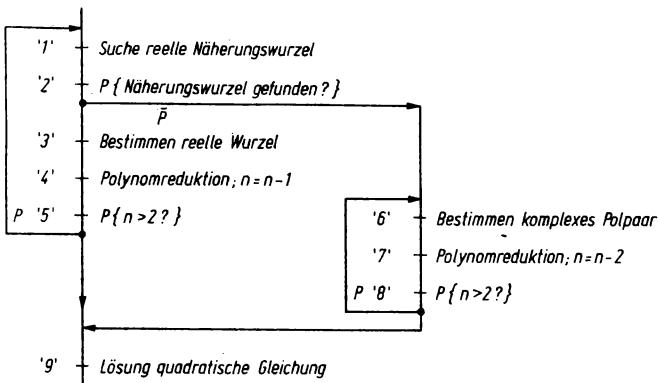 '1' Suche reelle Näherungswurzel
'2' P{Näherungswurzel gefunden?}
P̄
'3' Bestimmen reelle Wurzel
'4' Polynomreduktion; n=n-1
P '5' P{n>2?}
'6' Bestimmen komplexes Polpaar
'7' Polynomreduktion; n=n-2
P '8' P{n>2?}
'9' Lösung quadratische Gleichung